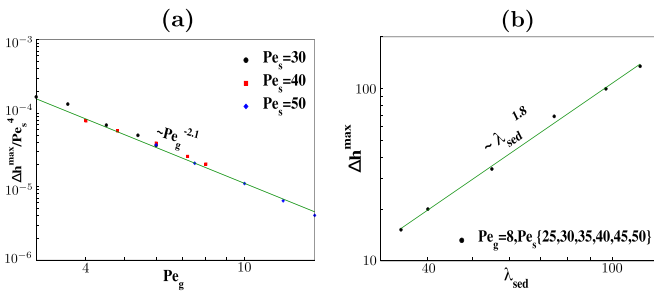 (a)
10^-3
10^-4
10^-5
10^-6
Δh^max/Pe_s^4
Pe_s=30
Pe_s=40
Pe_s=50
~Pe_g^-2.1
4
10
Pe_g
(b)
100
10
Δh^max
~ λ_sed^1.8
Pe_g=8,Pe_s{25,30,35,40,45,50}
40
100
λ_sed